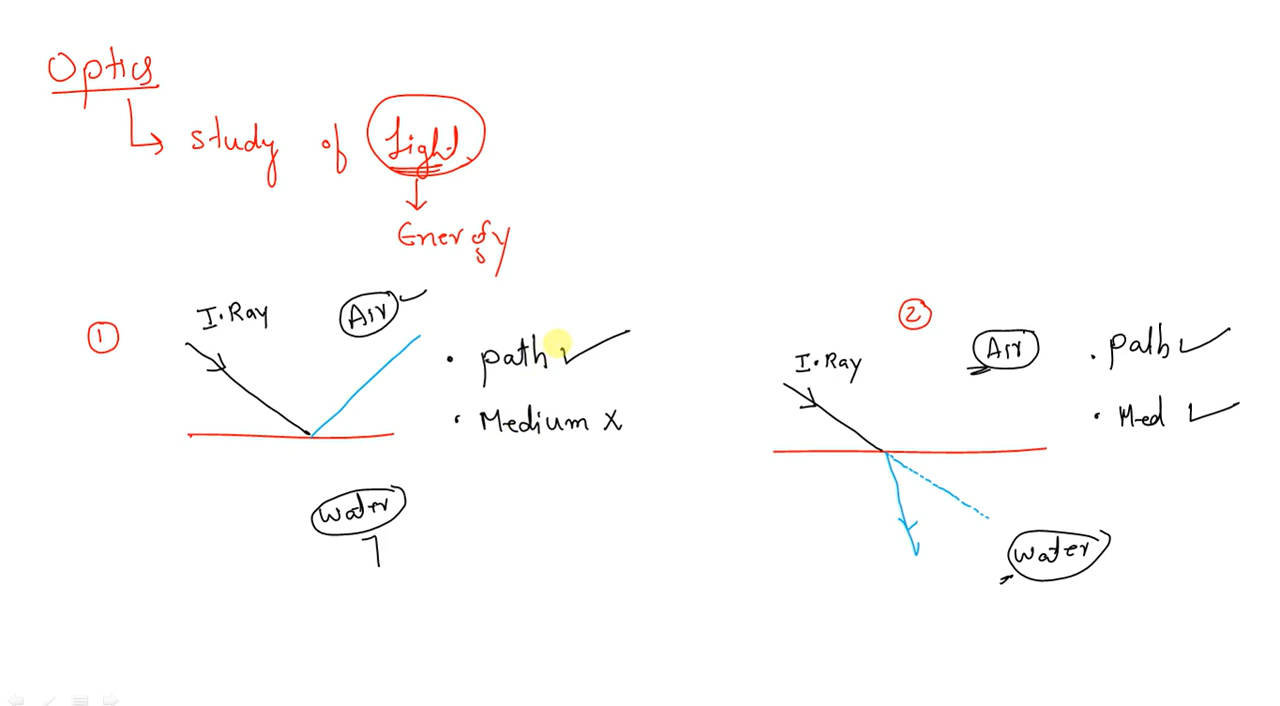 Optics
↳ study of Light
↓
Energy
①
I.Ray
Air ✓
• path ✓
• Medium x
Water
②
I.Ray
Air
• Path ✓
• Med ✓
Water